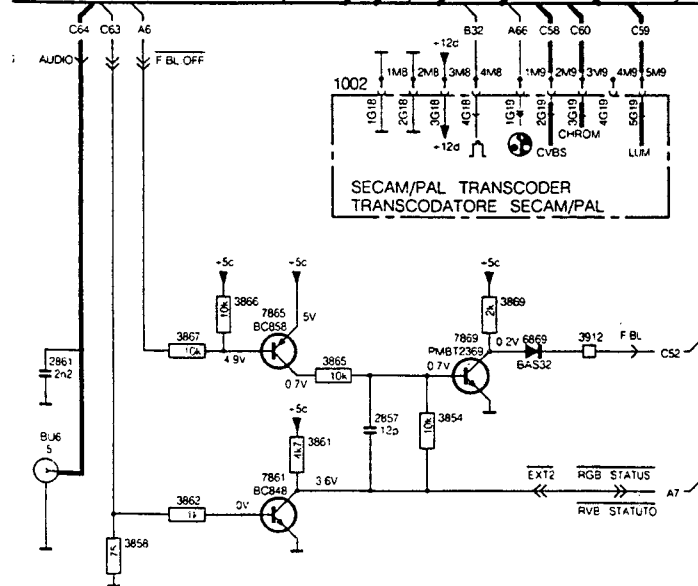 C64 C63 A6 B32 A66 C58 C60 C59
AUDIO F BL OFF
+12d
1002
1M8 2M8 3M8 4M8 1M9 2M9 3M9 4M9 5M9
1G18 2G18 3G18 4G18 1G19 2G19 3G19 4G19 5G19
+12d
CHROM
CVBS LUM
SECAM/PAL TRANSCODER
TRANSCODATORE SECAM/PAL
+5c +5c +5c
3866
10k
7865
BC858
5V
3869
2k
3867
10k
4.9V
0.7V
3865
10k
7869
PMBT2369
0.2V
6869
BAS32
3912
F BL
C52
0.7V
2861
2n2
+5c
3861
4k7
2857
12p
3854
10k
BU6
5
7861
BC848
3.6V
EXT2 RGB STATUS
A7
RVB STATUTO
3862
1k
0V
3858
75